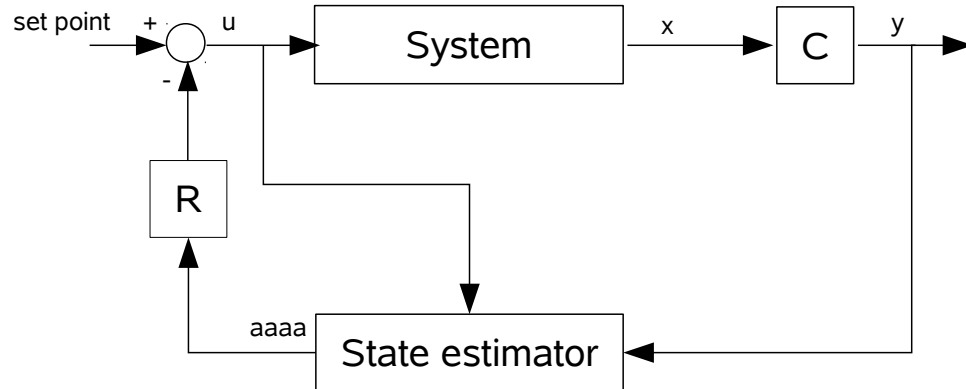 set point + u System x C y
-
R
aaaa
State estimator